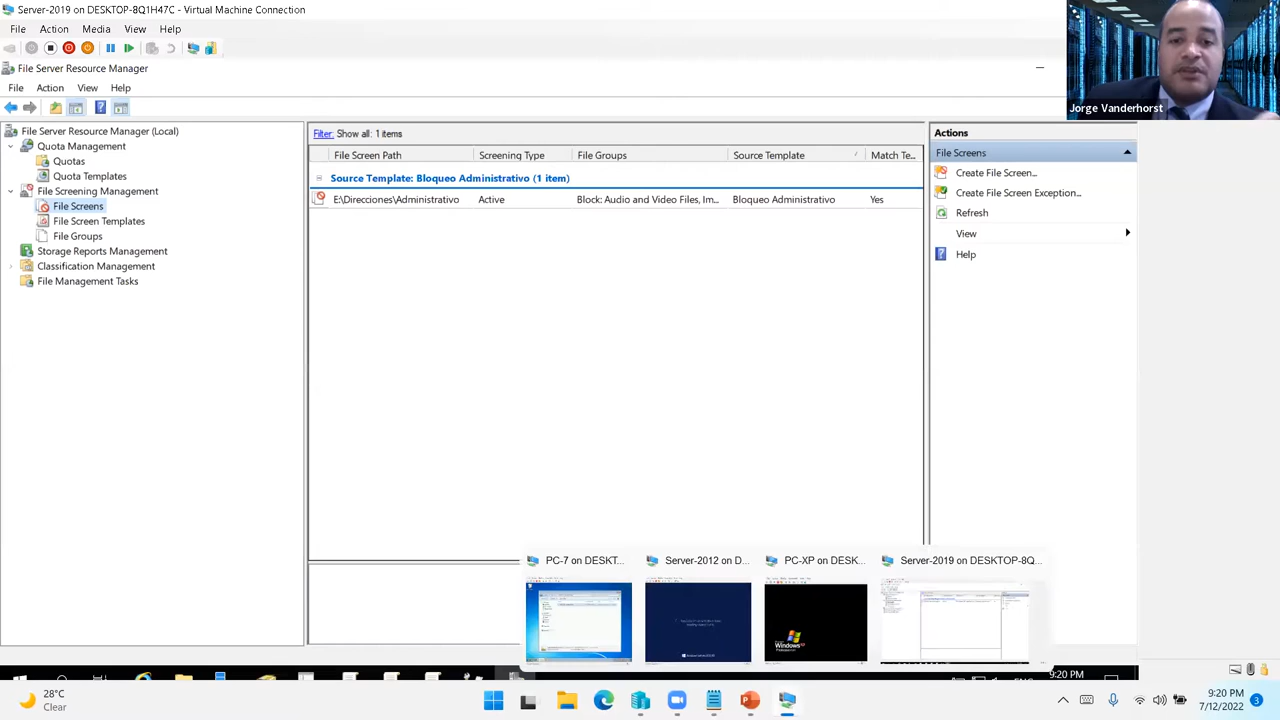 Server-2019 on DESKTOP-8Q1H47C - Virtual Machine Connection
File Action Media View Help
File Server Resource Manager
File Action View Help
Jorge Vanderhorst
File Server Resource Manager (Local)
Quota Management
Quotas
Quota Templates
File Screening Management
File Screens
File Screen Templates
File Groups
Storage Reports Management
Classification Management
File Management Tasks
Filter: Show all: 1 items
File Screen Path Screening Type File Groups Source Template Match Te...
Source Template: Bloqueo Administrativo (1 item)
E:\Direcciones\Administrativo Active Block: Audio and Video Files, Im... Bloqueo Administrativo Yes
Actions
File Screens
Create File Screen...
Create File Screen Exception...
Refresh
View
Help
PC-7 on DESKT... Server-2012 on D... PC-XP on DESK... Server-2019 on DESKTOP-8Q...
Windows
9:20 PM
28°C
Clear
9:20 PM
7/12/2022
3